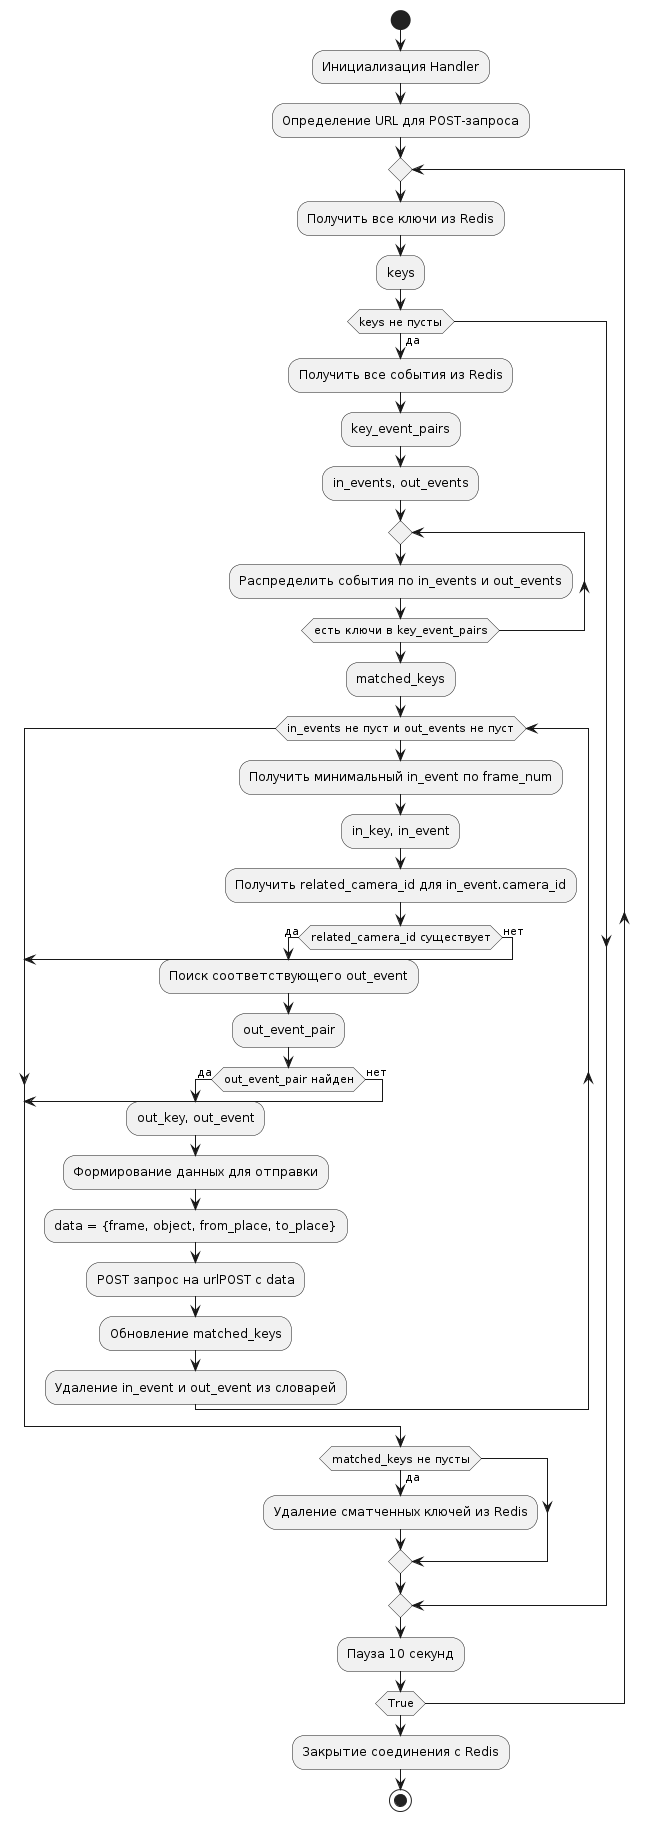 Инициализация Handler
Определение URL для POST-запроса
Получить все ключи из Redis
keys
keys не пусты
да
Получить все события из Redis
key_event_pairs
in_events, out_events
Распределить события по in_events и out_events
есть ключи в key_event_pairs
matched_keys
in_events не пуст и out_events не пуст
Получить минимальный in_event по frame_num
in_key, in_event
Получить related_camera_id для in_event.camera_id
да
related_camera_id существует
нет
Поиск соответствующего out_event
out_event_pair
да
out_event_pair найден
нет
out_key, out_event
Формирование данных для отправки
data = {frame, object, from_place, to_place}
POST запрос на urlPOST с data
Обновление matched_keys
Удаление in_event и out_event из словарей
matched_keys не пусты
да
Удаление сматченных ключей из Redis
Пауза 10 секунд
True
Закрытие соединения с Redis